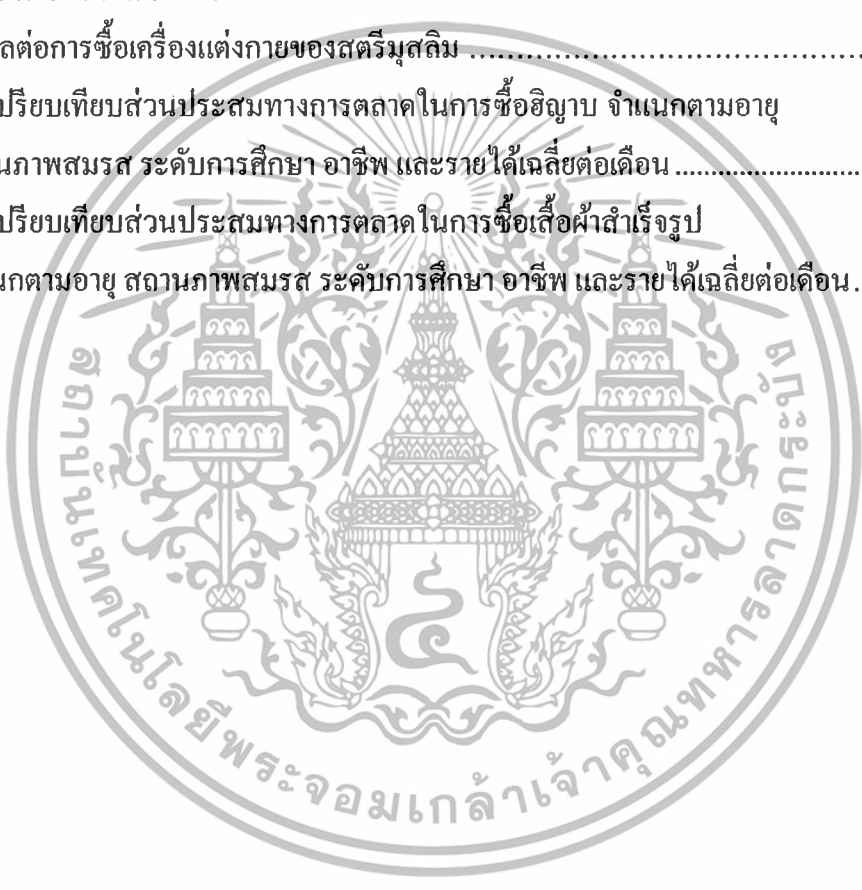 ลต่อการซื้อเครื่องแต่งกายของสตรีมุสลิม ................................................
ปรียบเทียบส่วนประสมทางการตลาดในการซื้อฮิญาบ จำแนกตามอายุ
นภาพสมรส ระดับการศึกษา อาชีพ และรายได้เฉลี่ยต่อเดือน ..........................
ปรียบเทียบส่วนประสมทางการตลาดในการซื้อเสื้อผ้าสำเร็จรูป
นกตามอายุ สถานภาพสมรส ระดับการศึกษา อาชีพ และรายได้เฉลี่ยต่อเดือน .
สถาบันเทคโนโลยีพระจอมเกล้าเจ้าคุณทหารลาดกระบัง